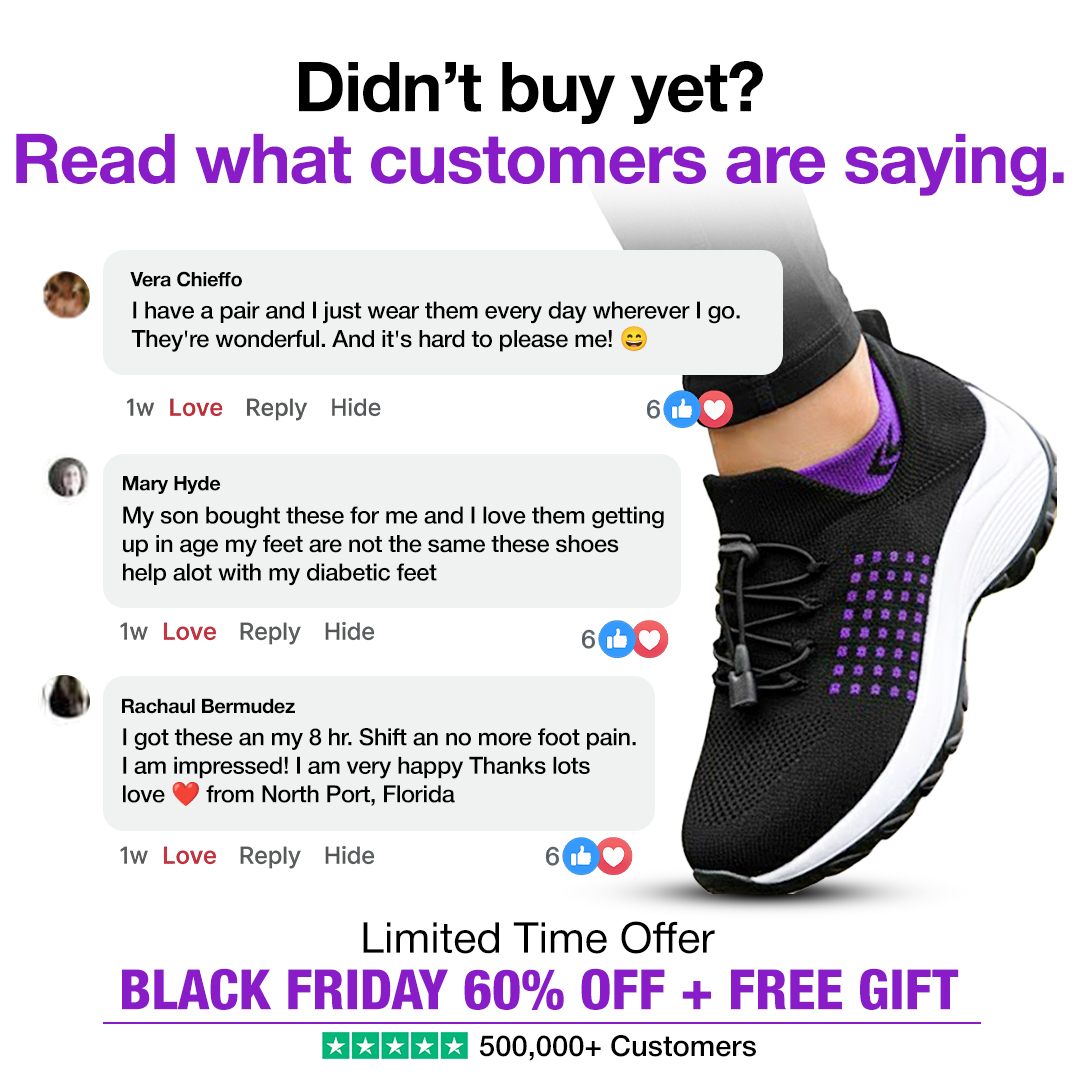 Didn't buy yet?
Read what customers are saying.
Vera Chieffo
I have a pair and I just wear them every day wherever I go.
They're wonderful. And it's hard to please me! 😄
1w Love Reply Hide 6
Mary Hyde
My son bought these for me and I love them getting
up in age my feet are not the same these shoes
help alot with my diabetic feet
1w Love Reply Hide 6
Rachaul Bermudez
I got these an my 8 hr. Shift an no more foot pain.
I am impressed! I am very happy Thanks lots
love ❤️ from North Port, Florida
1w Love Reply Hide 6
Limited Time Offer
BLACK FRIDAY 60% OFF + FREE GIFT
500,000+ Customers